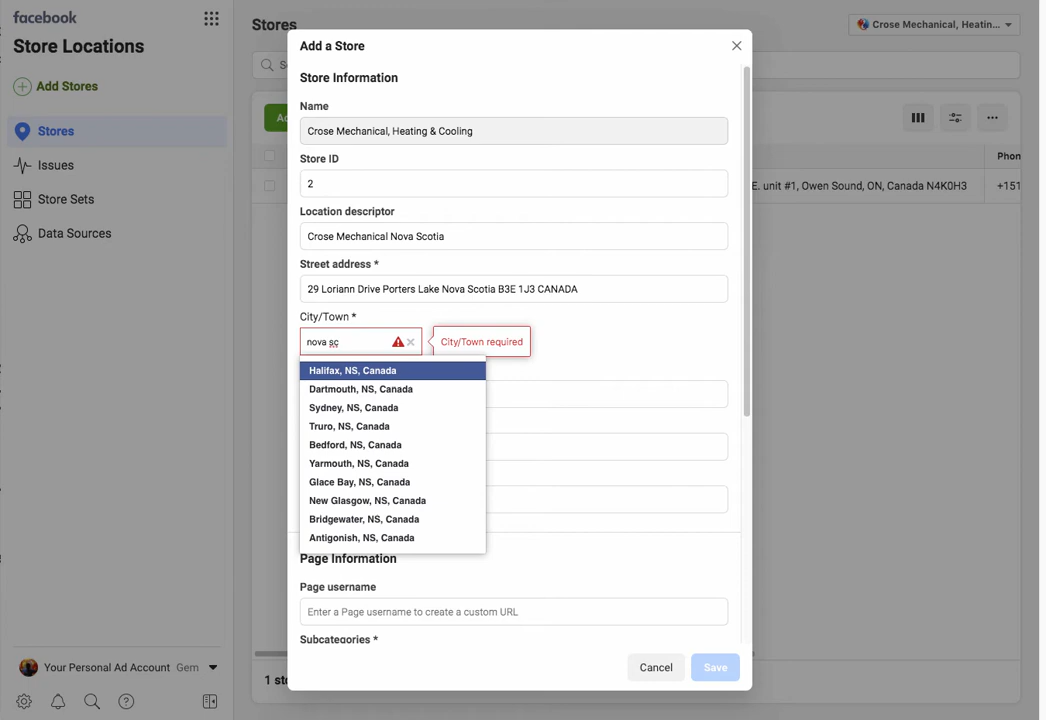 facebook
Store Locations
Add Stores
Stores
Issues
Store Sets
Data Sources
Your Personal Ad Account Gem
Stores
Crose Mechanical, Heatin...
Phon
E. unit #1, Owen Sound, ON, Canada N4K0H3
+151
Add a Store
Store Information
Name
Crose Mechanical, Heating & Cooling
Store ID
2
Location descriptor
Crose Mechanical Nova Scotia
Street address *
29 Loriann Drive Porters Lake Nova Scotia B3E 1J3 CANADA
City/Town *
nova sc
City/Town required
Halifax, NS, Canada
Dartmouth, NS, Canada
Sydney, NS, Canada
Truro, NS, Canada
Bedford, NS, Canada
Yarmouth, NS, Canada
Glace Bay, NS, Canada
New Glasgow, NS, Canada
Bridgewater, NS, Canada
Antigonish, NS, Canada
Page Information
Page username
Enter a Page username to create a custom URL
Subcategories *
Cancel
Save